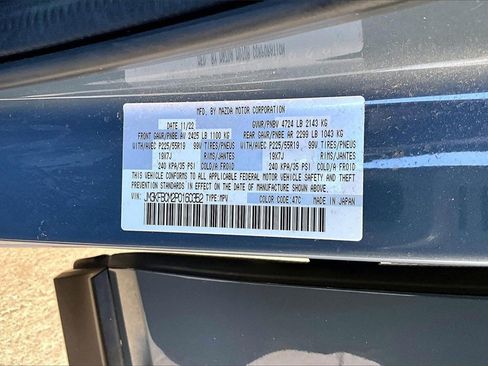 MFD. BY MAZDA MOTOR CORPORATION
DATE 11/22 GVWR/PNBV 4724 LB 2143 KG
FRONT GAWR/PNBE AV 2425 LB 1100 KG REAR GAWR/PNBE AR 2299 LB 1043 KG
WITH/AVEC P225/55R19 99V TIRES/PNEUS WITH/AVEC P225/55R19 99V TIRES/PNEUS
19X7J RIMS/JANTES 19X7J RIMS/JANTES
240 KPA/35 PSI COLD/A FROID 240 KPA/35 PSI COLD/A FROID
THIS VEHICLE CONFORMS TO ALL APPLICABLE FEDERAL MOTOR VEHICLE SAFETY AND THEFT
PREVENTION STANDARDS IN EFFECT ON THE DATE OF MANUFACTURE SHOWN ABOVE.
VIN: JM3KFBCM2P0160352 TYPE:MPV COLOR CODE:47C MADE IN JAPAN